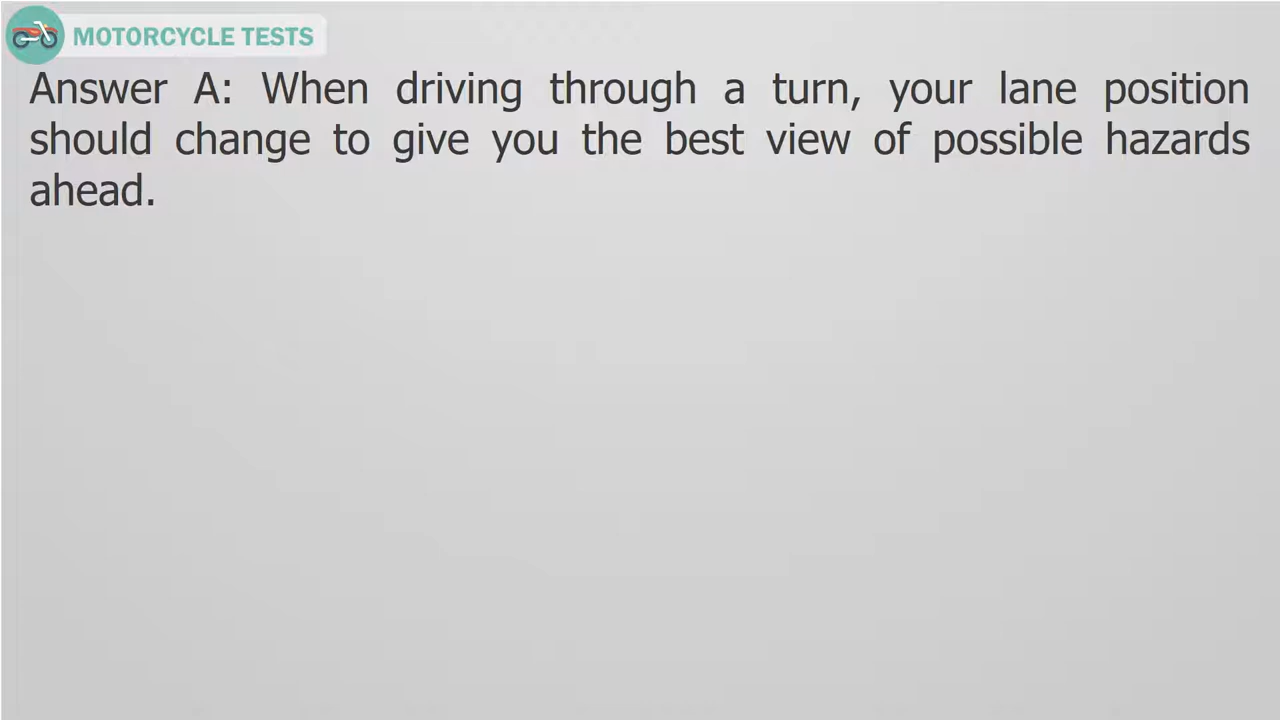 MOTORCYCLE TESTS
Answer A: When driving through a turn, your lane position
should change to give you the best view of possible hazards
ahead.